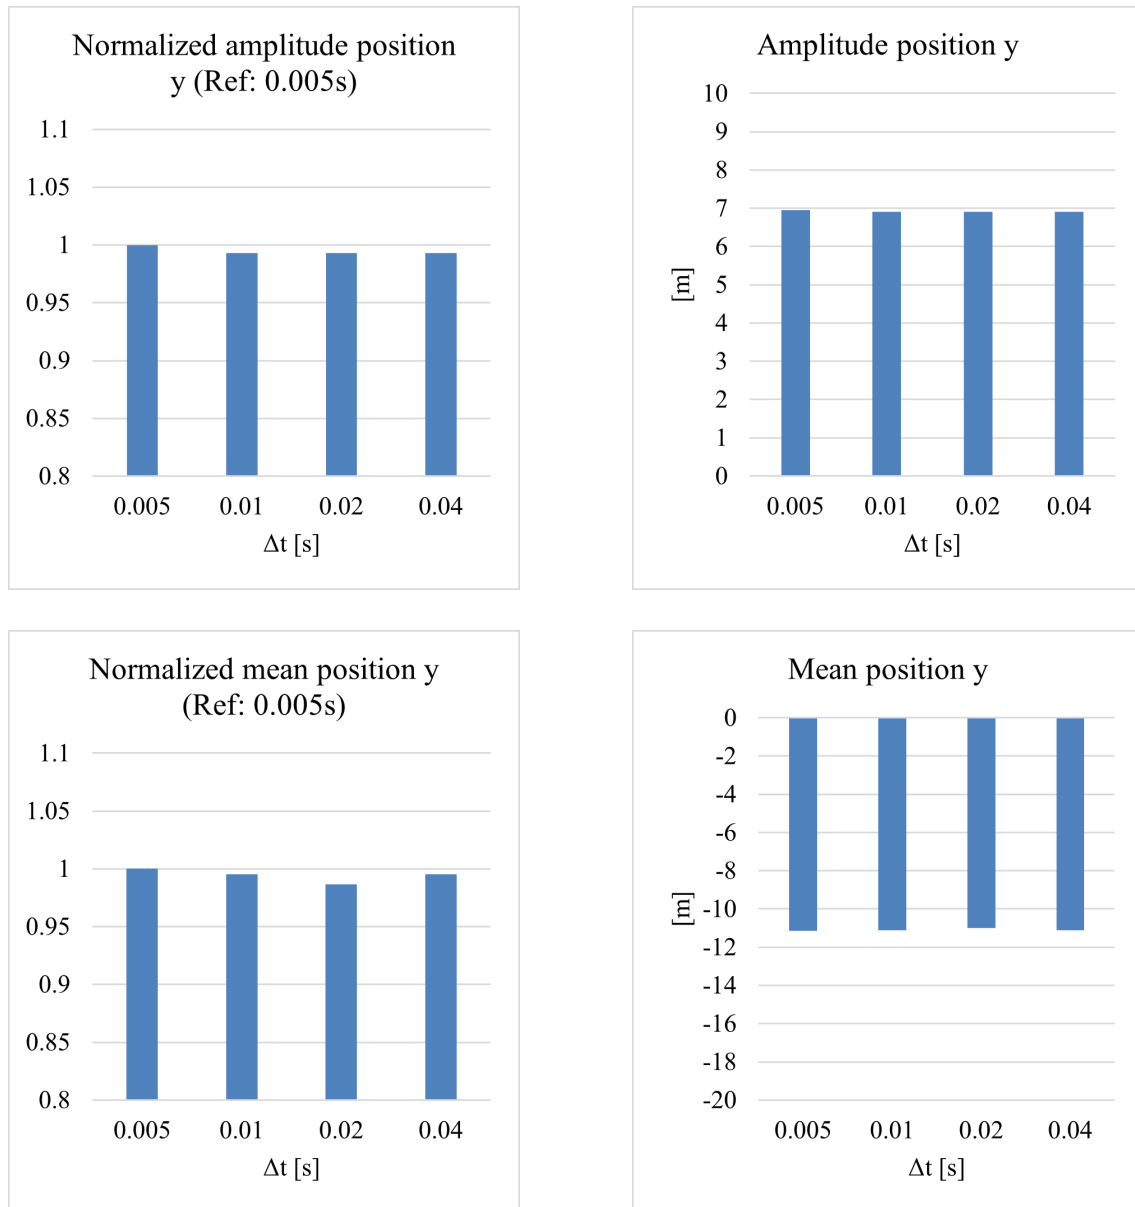 Normalized amplitude position
y (Ref: 0.005s)
1.1
1.05
1
0.95
0.9
0.85
0.8
0.005 0.01 0.02 0.04
Δt [s]
Amplitude position y
10
9
8
7
6
5
4
3
2
1
0
[m]
0.005 0.01 0.02 0.04
Δt [s]
Normalized mean position y
(Ref: 0.005s)
1.1
1.05
1
0.95
0.9
0.85
0.8
0.005 0.01 0.02 0.04
Δt [s]
Mean position y
0
-2
-4
-6
-8
-10
-12
-14
-16
-18
-20
[m]
0.005 0.01 0.02 0.04
Δt [s]